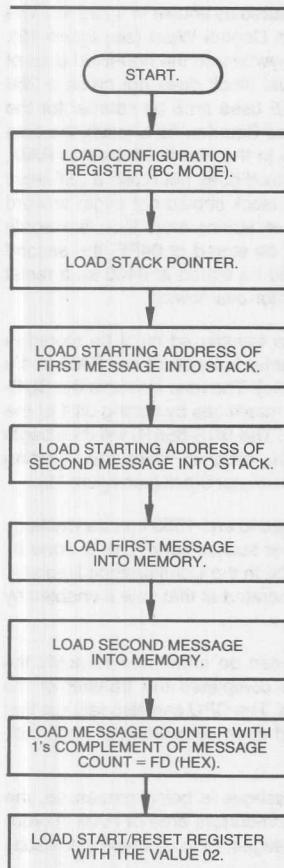 START.
LOAD CONFIGURATION
REGISTER (BC MODE).
LOAD STACK POINTER.
LOAD STARTING ADDRESS OF
FIRST MESSAGE INTO STACK.
LOAD STARTING ADDRESS OF
SECOND MESSAGE INTO STACK.
LOAD FIRST MESSAGE
INTO MEMORY.
LOAD SECOND MESSAGE
INTO MEMORY.
LOAD MESSAGE COUNTER WITH
1's COMPLEMENT OF MESSAGE
COUNT = FD (HEX).
LOAD START/RESET REGISTER
WITH THE VALUE 02.